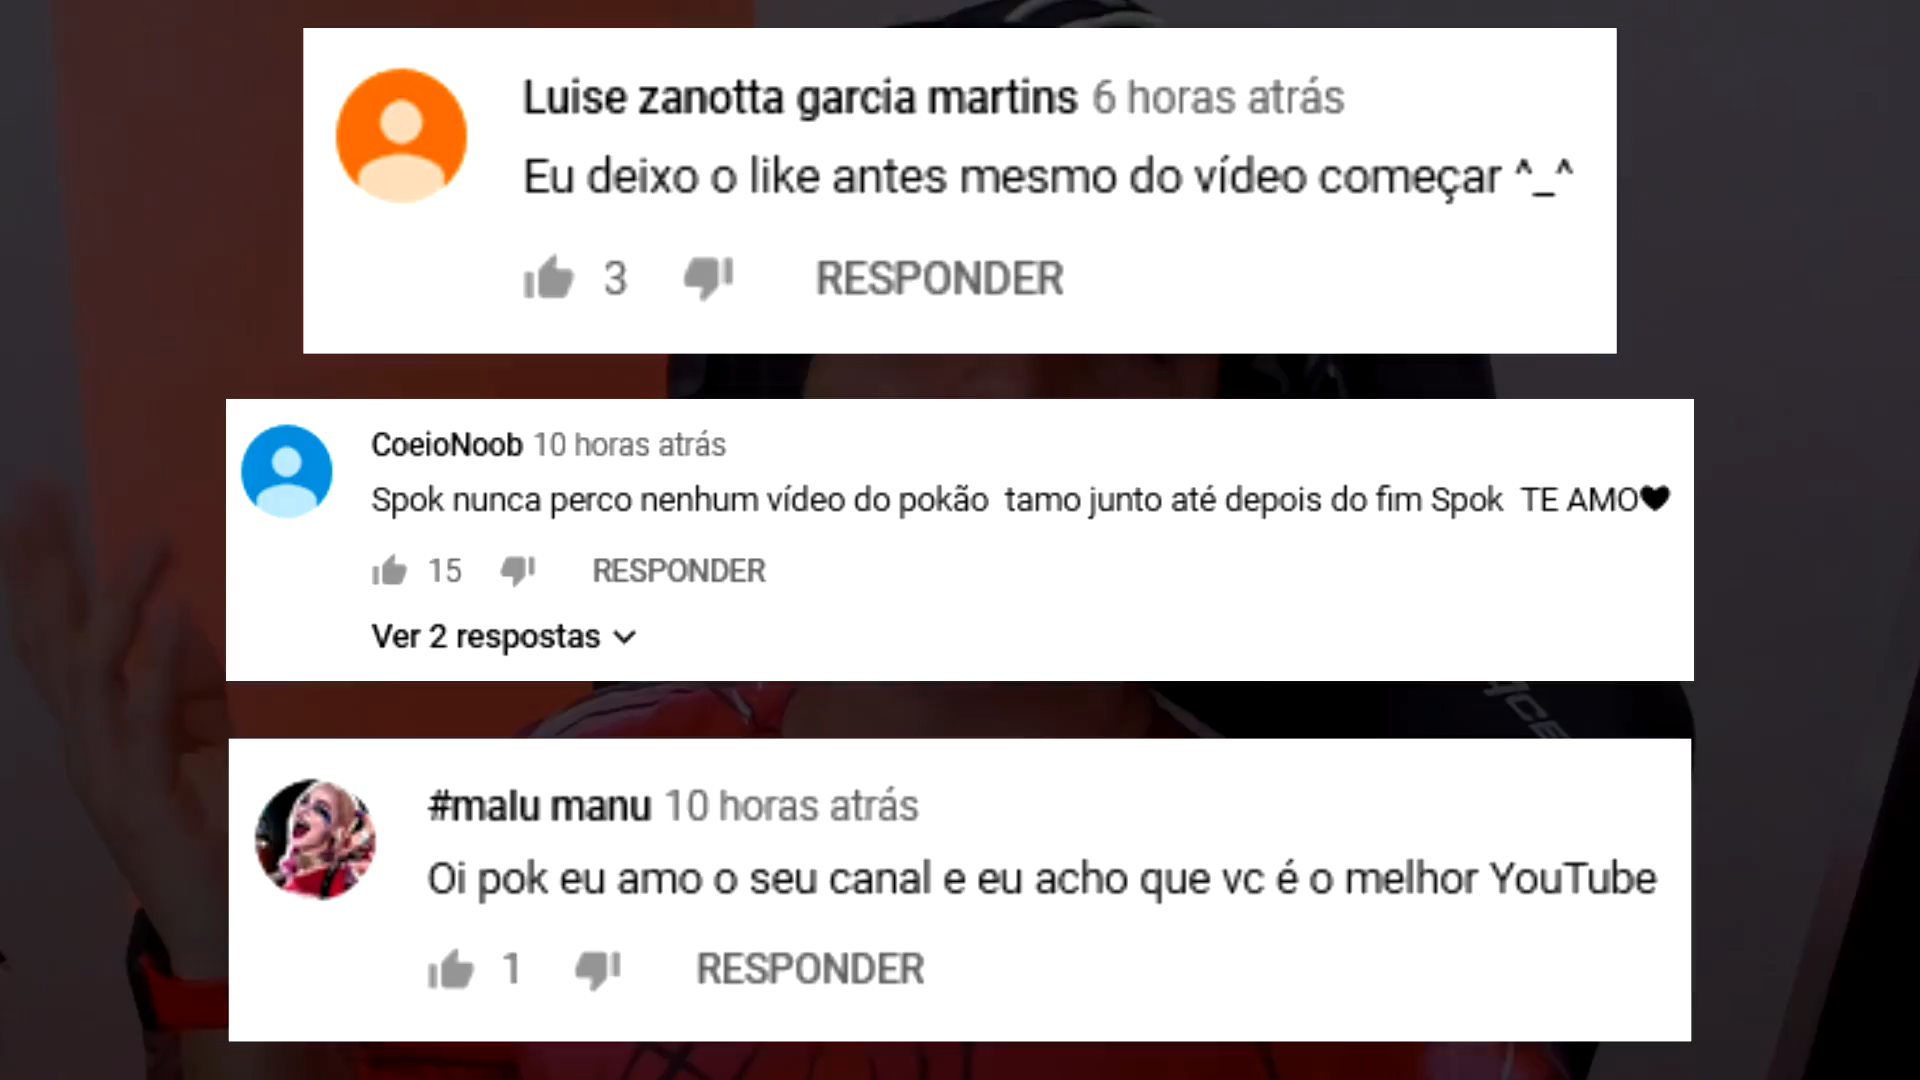 Luise zanotta garcia martins 6 horas atrás
Eu deixo o like antes mesmo do vídeo começar ^_^
3 RESPONDER
CoeioNoob 10 horas atrás
Spok nunca perco nenhum vídeo do pokão tamo junto até depois do fim Spok TE AMO🖤
15 RESPONDER
Ver 2 respostas
#malu manu 10 horas atrás
Oi pok eu amo o seu canal e eu acho que vc é o melhor YouTube
1 RESPONDER